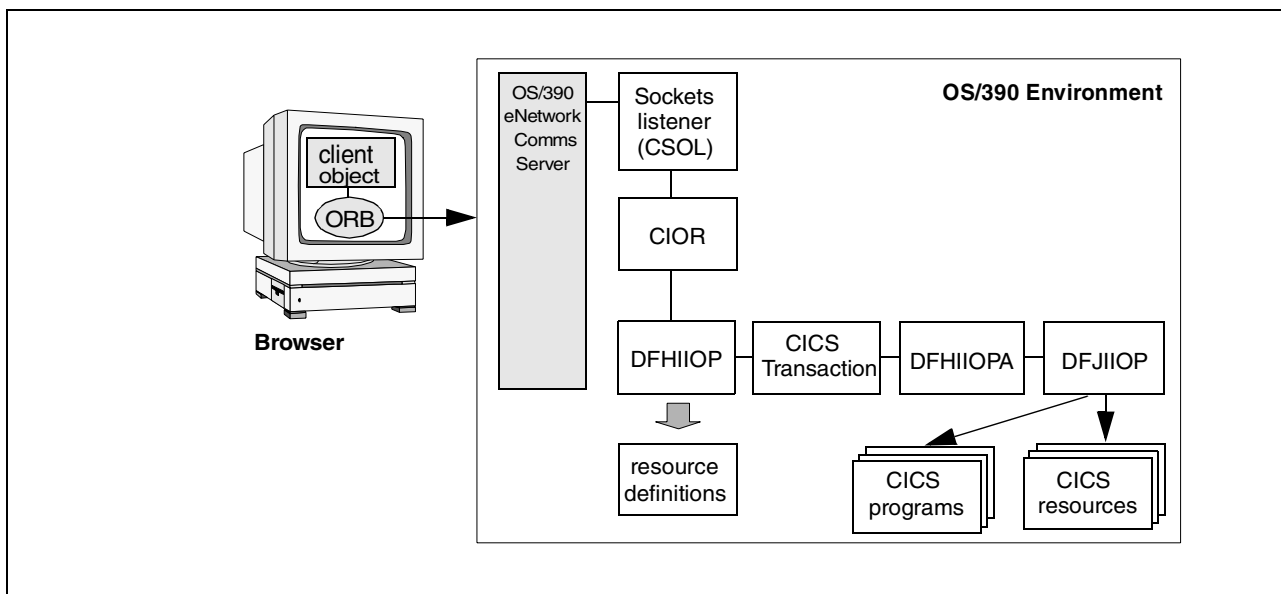 OS/390 Environment
OS/390
eNetwork
Comms
Server
Sockets
listener
(CSOL)
client
object
ORB
CIOR
Browser
DFHIIOP
CICS
Transaction
DFHIIOPA
DFJIIOP
resource
definitions
CICS
programs
CICS
resources